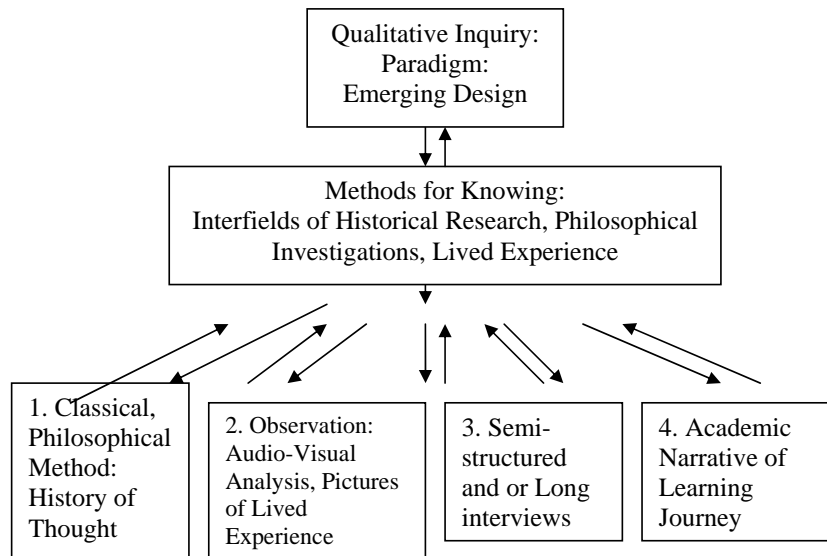 Qualitative Inquiry:
Paradigm:
Emerging Design
Methods for Knowing:
Interfields of Historical Research, Philosophical
Investigations, Lived Experience
1. Classical,
Philosophical
Method:
History of
Thought
2. Observation:
Audio-Visual
Analysis, Pictures
of Lived
Experience
3. Semi-
structured
and or Long
interviews
4. Academic
Narrative of
Learning
Journey